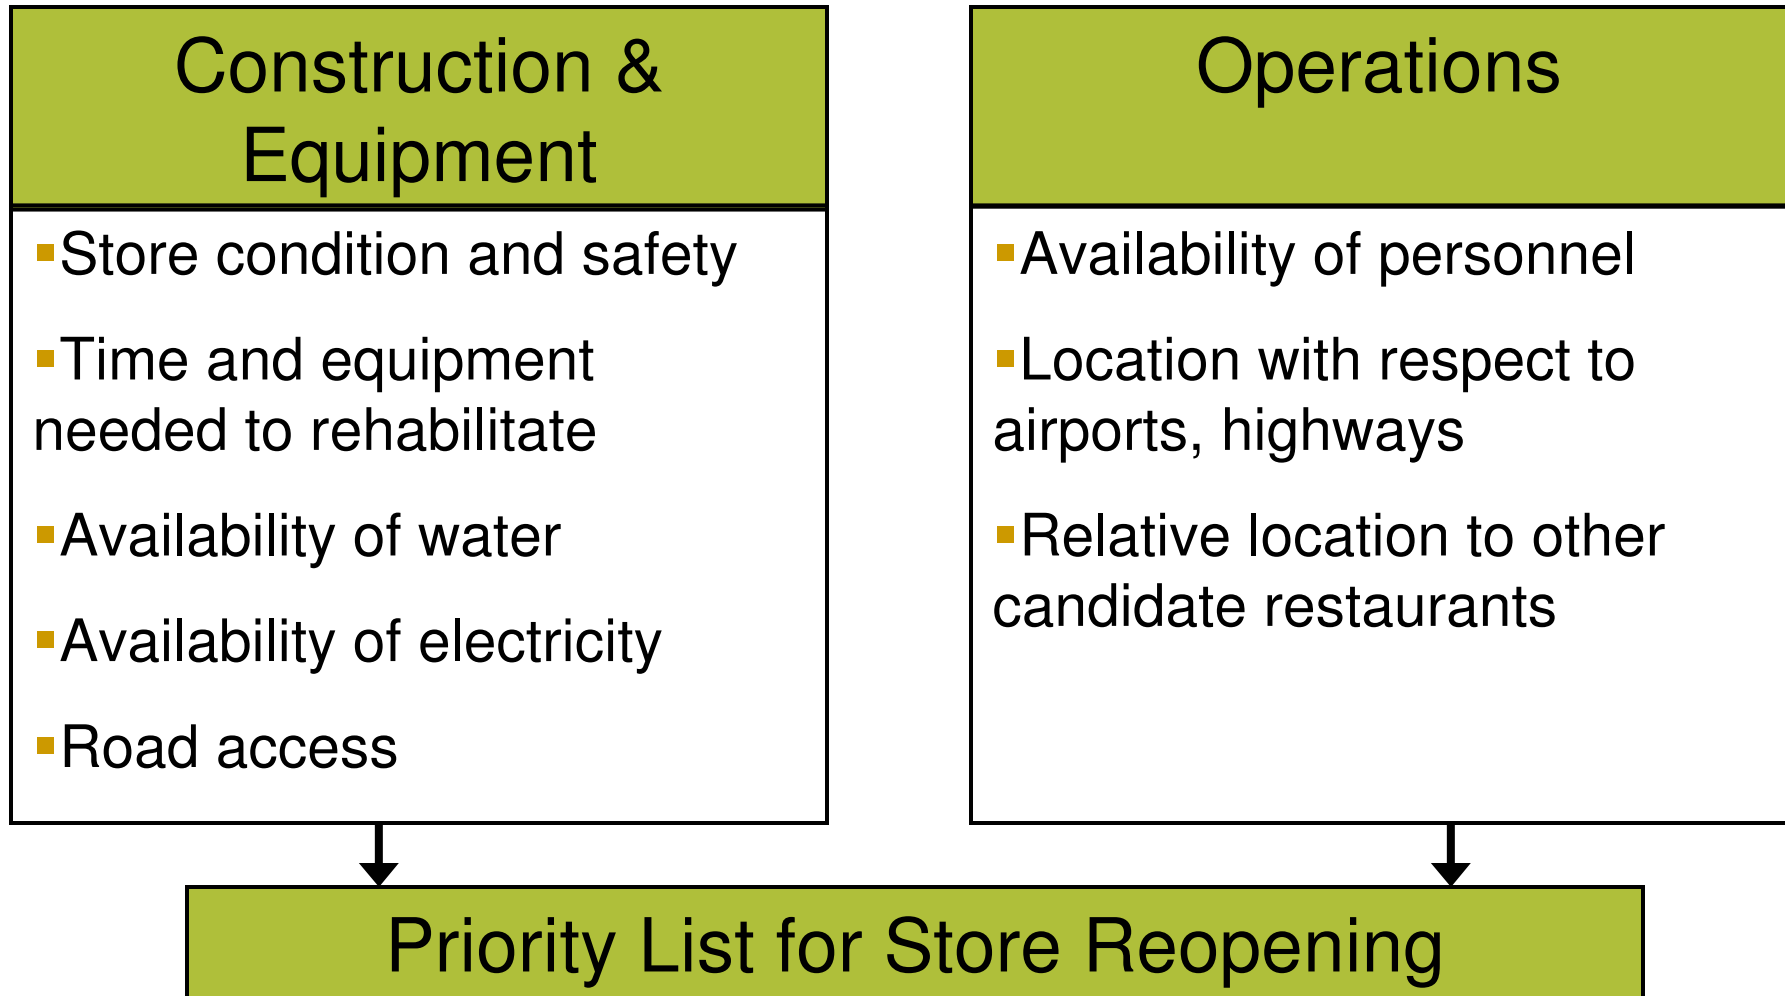 Construction &
Equipment
▪Store condition and safety
▪Time and equipment
needed to rehabilitate
▪Availability of water
▪Availability of electricity
▪Road access
Operations
▪Availability of personnel
▪Location with respect to
airports, highways
▪Relative location to other
candidate restaurants
Priority List for Store Reopening